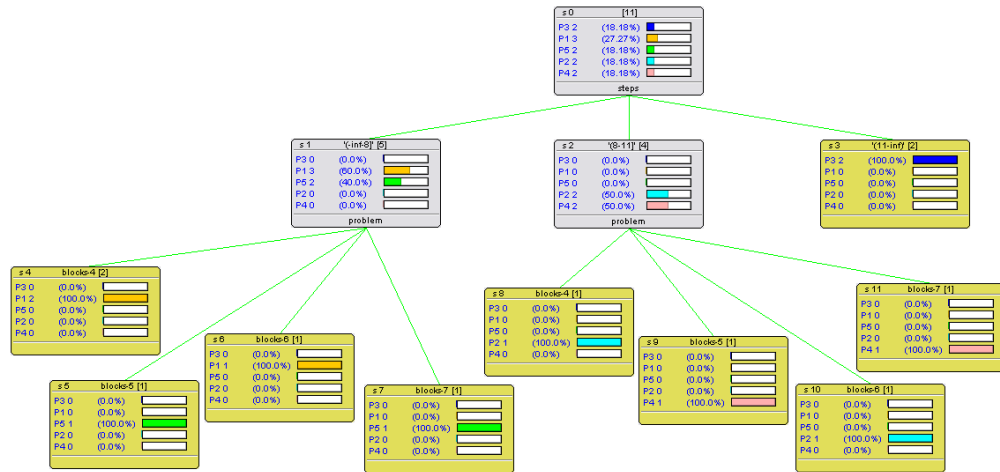 s 0 [11]
P3 2 (18.18%)
P1 3 (27.27%)
P5 2 (18.18%)
P2 2 (18.18%)
P4 2 (18.18%)
steps
s 1 '(-inf-8]' [5]
P3 0 (0.0%)
P1 3 (60.0%)
P5 2 (40.0%)
P2 0 (0.0%)
P4 0 (0.0%)
problem
s 2 '(8-11]' [4]
P3 0 (0.0%)
P1 0 (0.0%)
P5 0 (0.0%)
P2 2 (50.0%)
P4 2 (50.0%)
problem
s 3 '(11-inf)' [2]
P3 2 (100.0%)
P1 0 (0.0%)
P5 0 (0.0%)
P2 0 (0.0%)
P4 0 (0.0%)
s 4 blocks-4 [2]
P3 0 (0.0%)
P1 2 (100.0%)
P5 0 (0.0%)
P2 0 (0.0%)
P4 0 (0.0%)
s 5 blocks-5 [1]
P3 0 (0.0%)
P1 0 (0.0%)
P5 1 (100.0%)
P2 0 (0.0%)
P4 0 (0.0%)
s 6 blocks-6 [1]
P3 0 (0.0%)
P1 1 (100.0%)
P5 0 (0.0%)
P2 0 (0.0%)
P4 0 (0.0%)
s 7 blocks-7 [1]
P3 0 (0.0%)
P1 0 (0.0%)
P5 1 (100.0%)
P2 0 (0.0%)
P4 0 (0.0%)
s 8 blocks-4 [1]
P3 0 (0.0%)
P1 0 (0.0%)
P5 0 (0.0%)
P2 1 (100.0%)
P4 0 (0.0%)
s 9 blocks-5 [1]
P3 0 (0.0%)
P1 0 (0.0%)
P5 0 (0.0%)
P2 0 (0.0%)
P4 1 (100.0%)
s 10 blocks-6 [1]
P3 0 (0.0%)
P1 0 (0.0%)
P5 0 (0.0%)
P2 1 (100.0%)
P4 0 (0.0%)
s 11 blocks-7 [1]
P3 0 (0.0%)
P1 0 (0.0%)
P5 0 (0.0%)
P2 0 (0.0%)
P4 1 (100.0%)